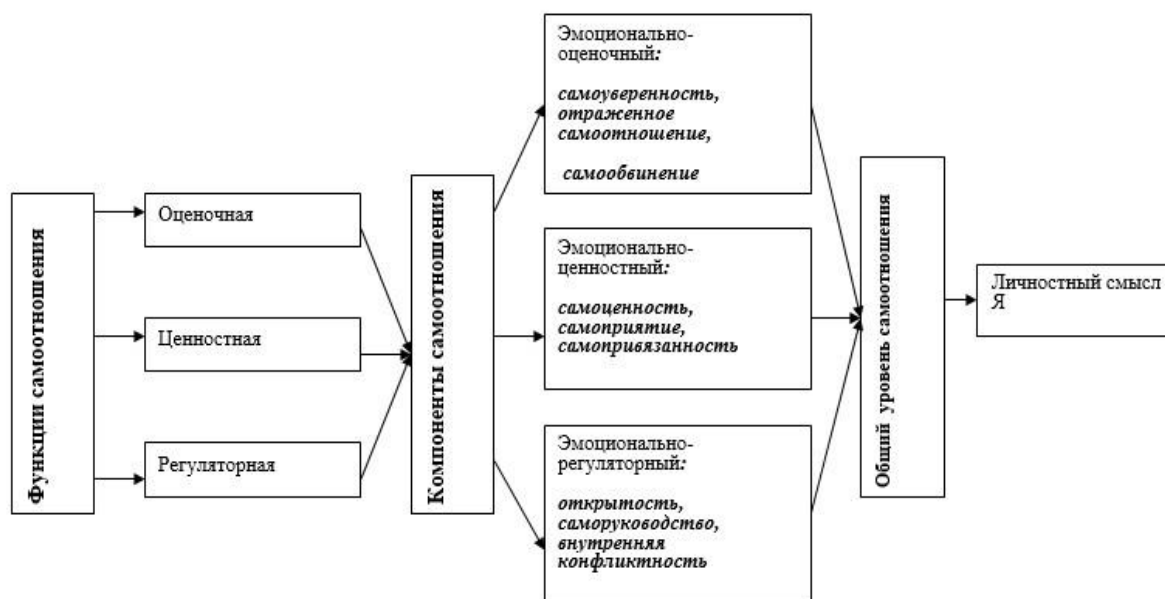 Функции самоотношения
Оценочная
Ценностная
Регуляторная
Компоненты самоотношения
Эмоционально-
оценочный:
самоуверенность,
отраженное
самоотношение,
самообвинение
Эмоционально-
ценностный:
самоценность,
самоприятие,
самопривязанность
Эмоционально-
регуляторный:
открытость,
саморуководство,
внутренняя
конфликтность
Общий уровень самоотношения
Личностный смысл
Я